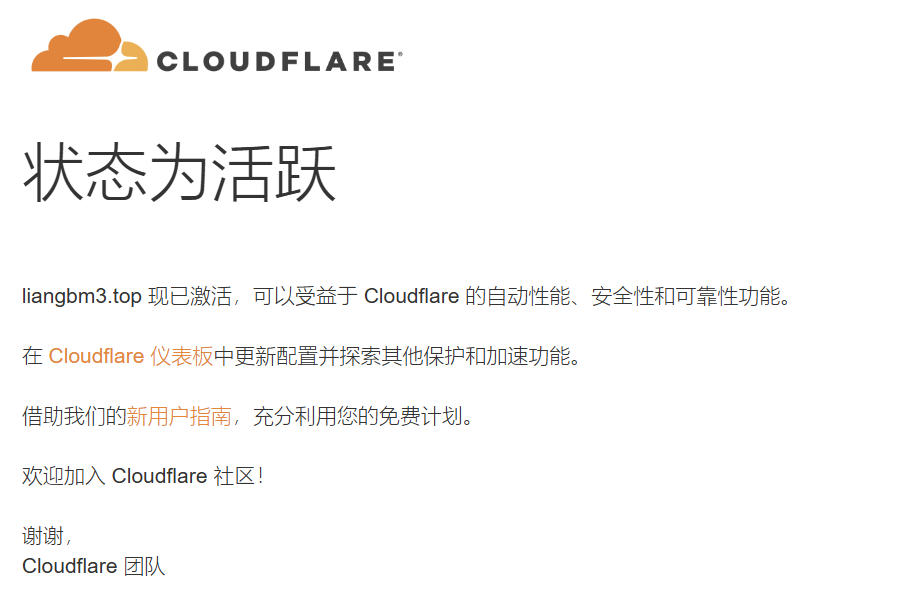 CLOUDFLARE®
状态为活跃
liangbm3.top 现已激活，可以受益于 Cloudflare 的自动性能、安全性和可靠性功能。
在 Cloudflare 仪表板中更新配置并探索其他保护和加速功能。
借助我们的新用户指南，充分利用您的免费计划。
欢迎加入 Cloudflare 社区！
谢谢，
Cloudflare 团队